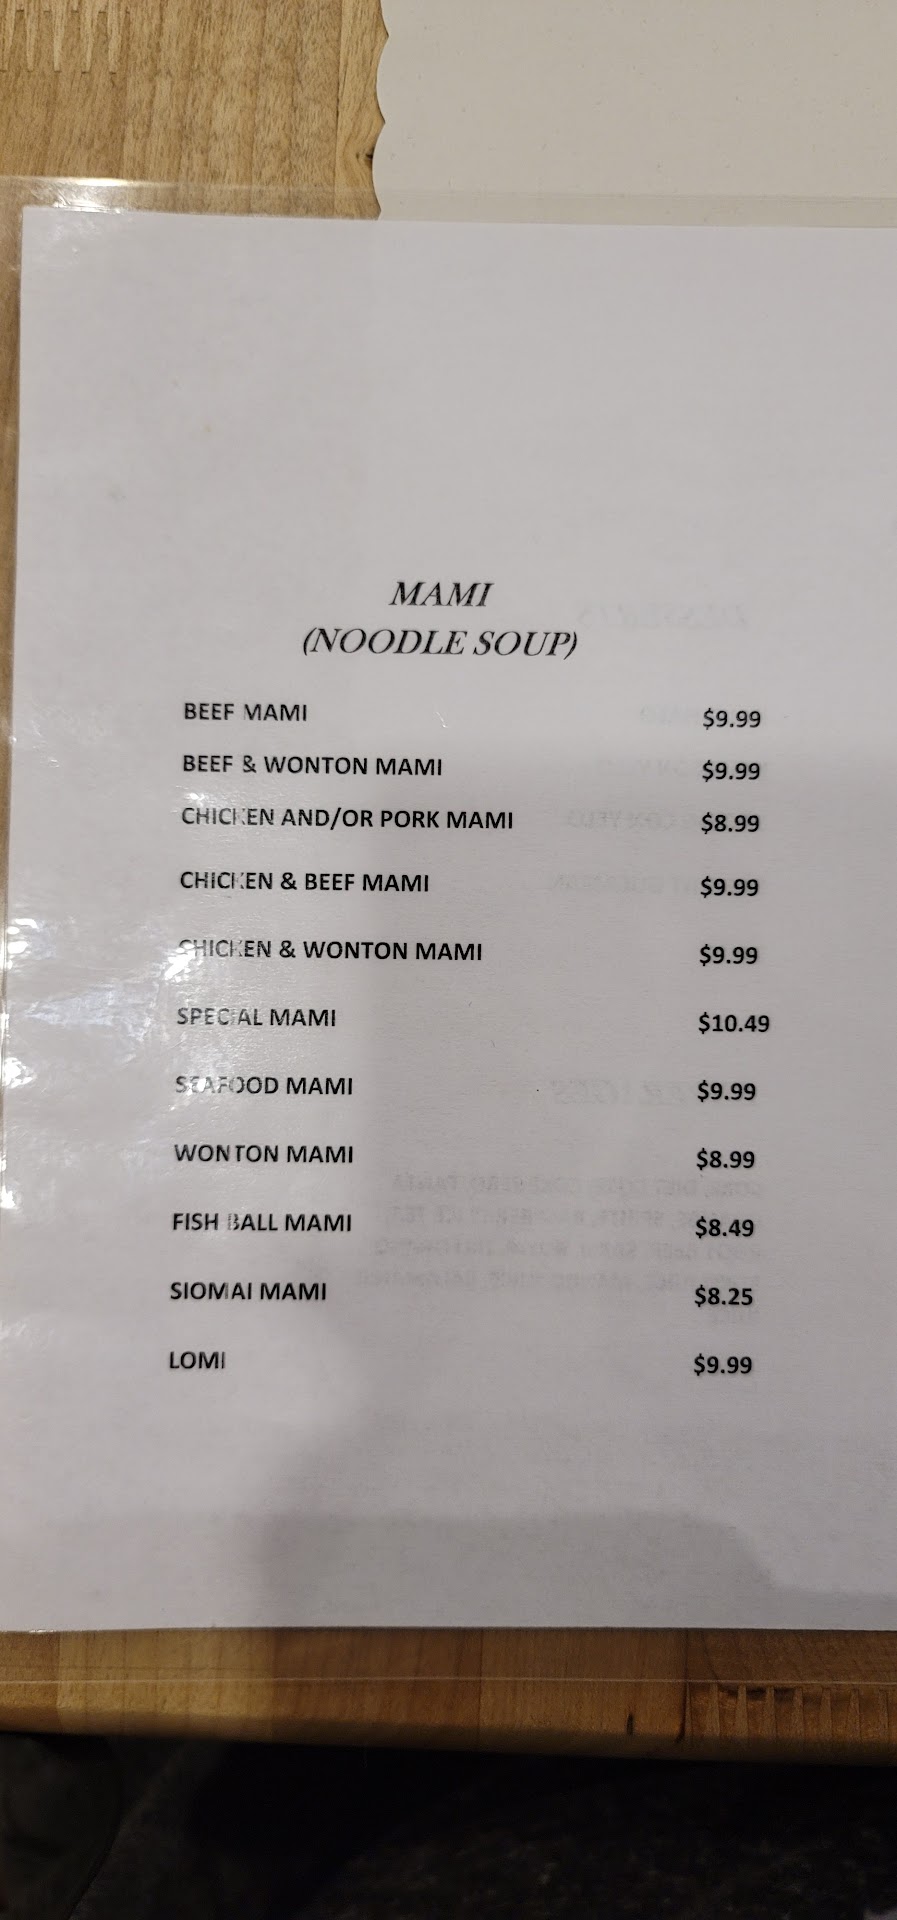 MAMI
(NOODLE SOUP)
BEEF MAMI $9.99
BEEF & WONTON MAMI $9.99
CHICKEN AND/OR PORK MAMI $8.99
CHICKEN & BEEF MAMI $9.99
CHICKEN & WONTON MAMI $9.99
SPECIAL MAMI $10.49
SEAFOOD MAMI $9.99
WONTON MAMI $8.99
FISH BALL MAMI $8.49
SIOMAI MAMI $8.25
LOMI $9.99